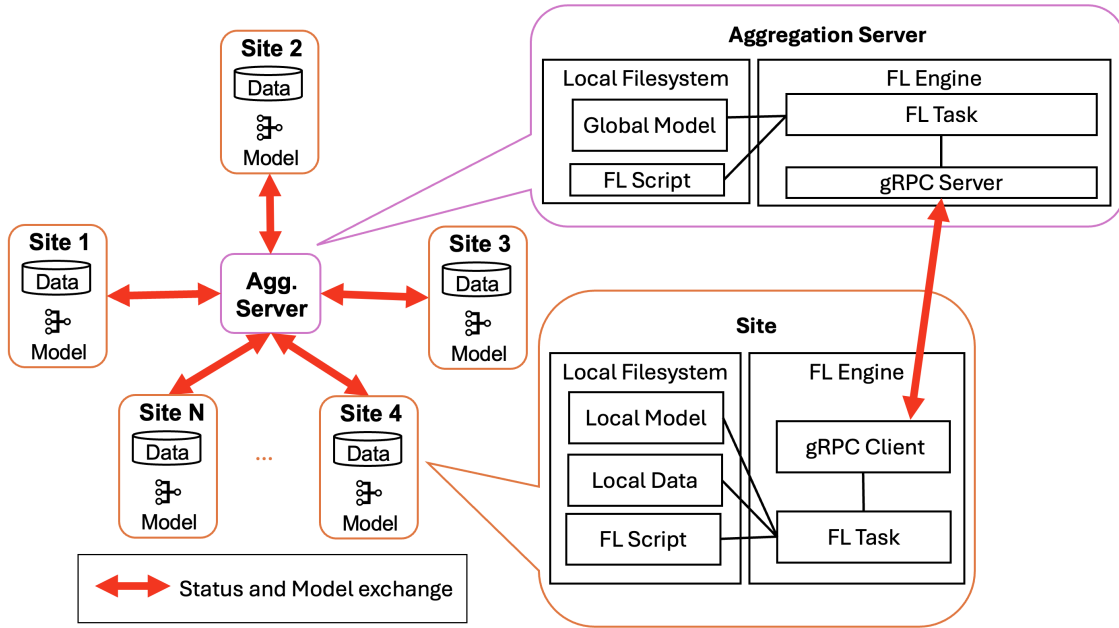 Site 2
Data
Model
Site 1
Data
Model
Agg.
Server
Site 3
Data
Model
Site N
Data
Model
...
Site 4
Data
Model
Status and Model exchange
Aggregation Server
Local Filesystem
Global Model
FL Script
FL Engine
FL Task
gRPC Server
Site
Local Filesystem
Local Model
Local Data
FL Script
FL Engine
gRPC Client
FL Task